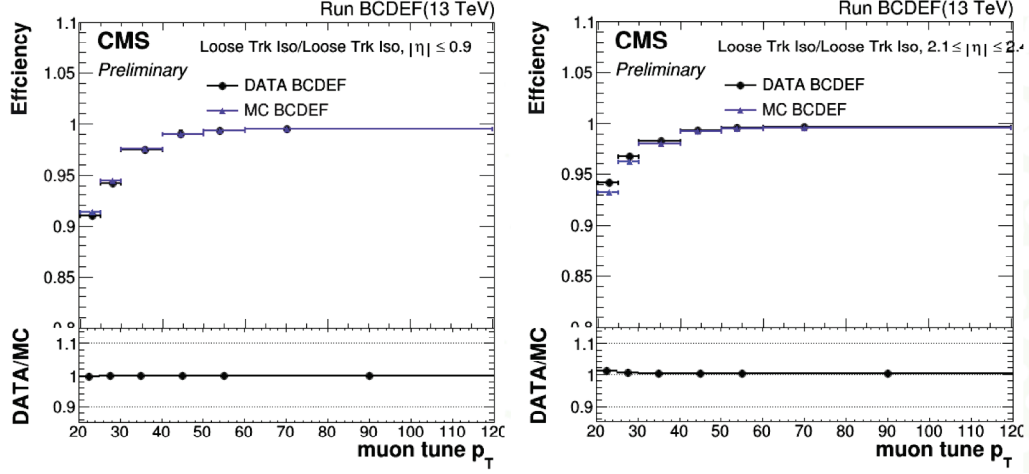 Run BCDEF(13 TeV)
Effciency
1.1
1.05
1
0.95
0.9
0.85
0.8
CMS
Preliminary
Loose Trk Iso/Loose Trk Iso, |η| ≤ 0.9
DATA BCDEF
MC BCDEF
DATA/MC
1.1
1
0.9
20 30 40 50 60 70 80 90 100 110 120
muon tune p_T
Run BCDEF(13 TeV)
Effciency
1.1
1.05
1
0.95
0.9
0.85
0.8
CMS
Preliminary
Loose Trk Iso/Loose Trk Iso, 2.1 ≤ |η| ≤ 2.4
DATA BCDEF
MC BCDEF
DATA/MC
1.1
1
0.9
20 30 40 50 60 70 80 90 100 110 120
muon tune p_T